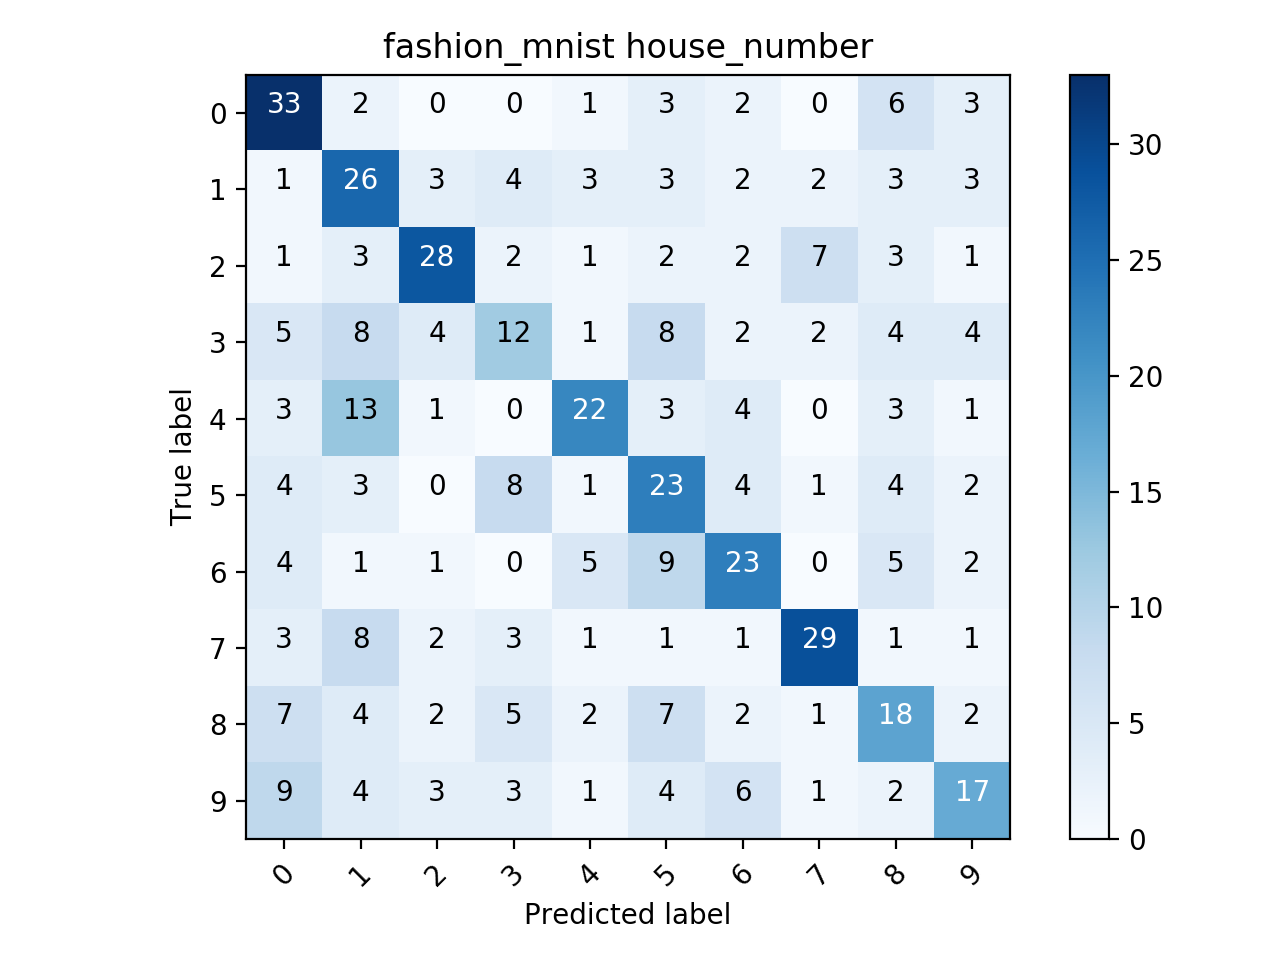 fashion_mnist house_number
0 33 2 0 0 1 3 2 0 6 3
1 1 26 3 4 3 3 2 2 3 3
2 1 3 28 2 1 2 2 7 3 1
3 5 8 4 12 1 8 2 2 4 4
4 3 13 1 0 22 3 4 0 3 1
5 4 3 0 8 1 23 4 1 4 2
6 4 1 1 0 5 9 23 0 5 2
7 3 8 2 3 1 1 1 29 1 1
8 7 4 2 5 2 7 2 1 18 2
9 9 4 3 3 1 4 6 1 2 17
0 1 2 3 4 5 6 7 8 9
True label
Predicted label
30
25
20
15
10
5
0